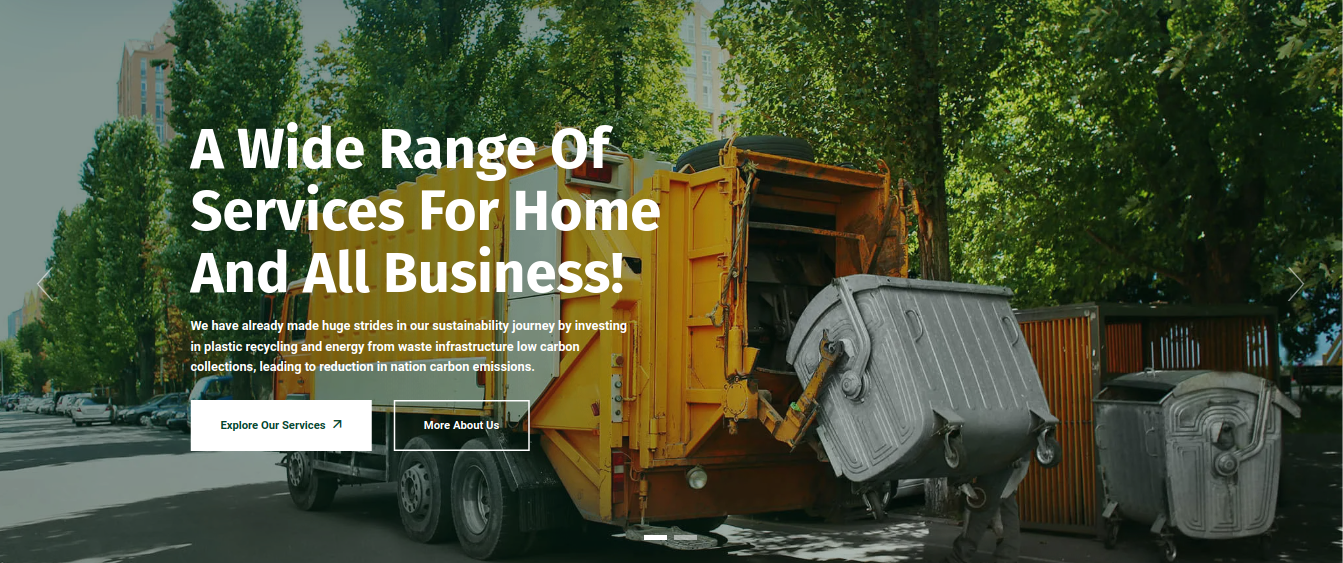 A Wide Range Of
Services For Home
And All Business!
We have already made huge strides in our sustainability journey by investing
in plastic recycling and energy from waste infrastructure low carbon
collections, leading to reduction in nation carbon emissions.
Explore Our Services
More About Us